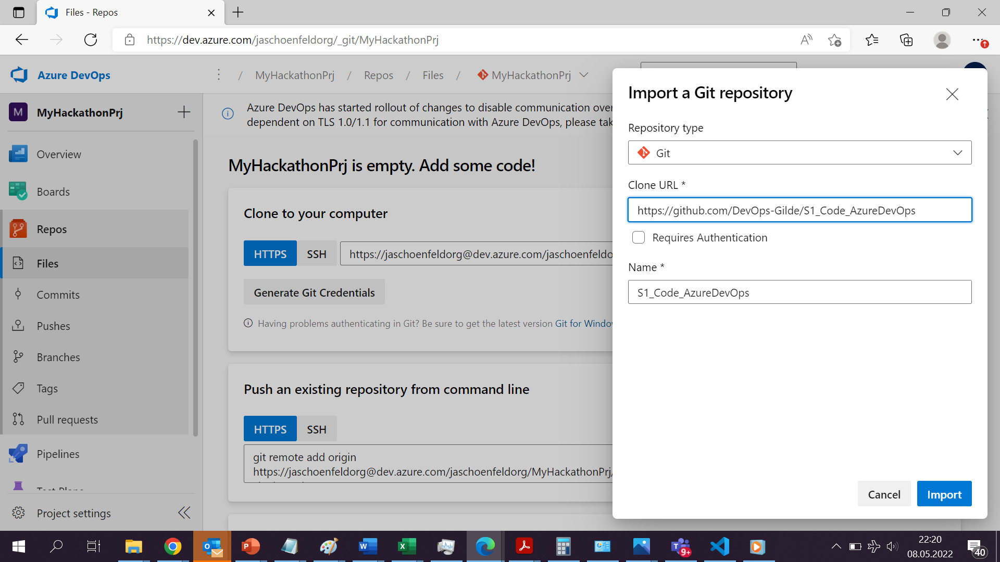 Files - Repos
https://dev.azure.com/jaschoenfeldorg/_git/MyHackathonPrj
Azure DevOps
/ MyHackathonPrj / Repos / Files / MyHackathonPrj
M MyHackathonPrj
Overview
Boards
Repos
Files
Commits
Pushes
Branches
Tags
Pull requests
Pipelines
Test Plans
Project settings
Azure DevOps has started rollout of changes to disable communication over
dependent on TLS 1.0/1.1 for communication with Azure DevOps, please tak
MyHackathonPrj is empty. Add some code!
Clone to your computer
HTTPS SSH https://jaschoenfeldorg@dev.azure.com/jaschoenfeldo
Generate Git Credentials
Having problems authenticating in Git? Be sure to get the latest version Git for Window
Push an existing repository from command line
HTTPS SSH
git remote add origin
https://jaschoenfeldorg@dev.azure.com/jaschoenfeldorg/MyHackathonPrj/
Import a Git repository
Repository type
Git
Clone URL *
https://github.com/DevOps-Gilde/S1_Code_AzureDevOps
Requires Authentication
Name *
S1_Code_AzureDevOps
Cancel Import
9+
22:20
08.05.2022
40